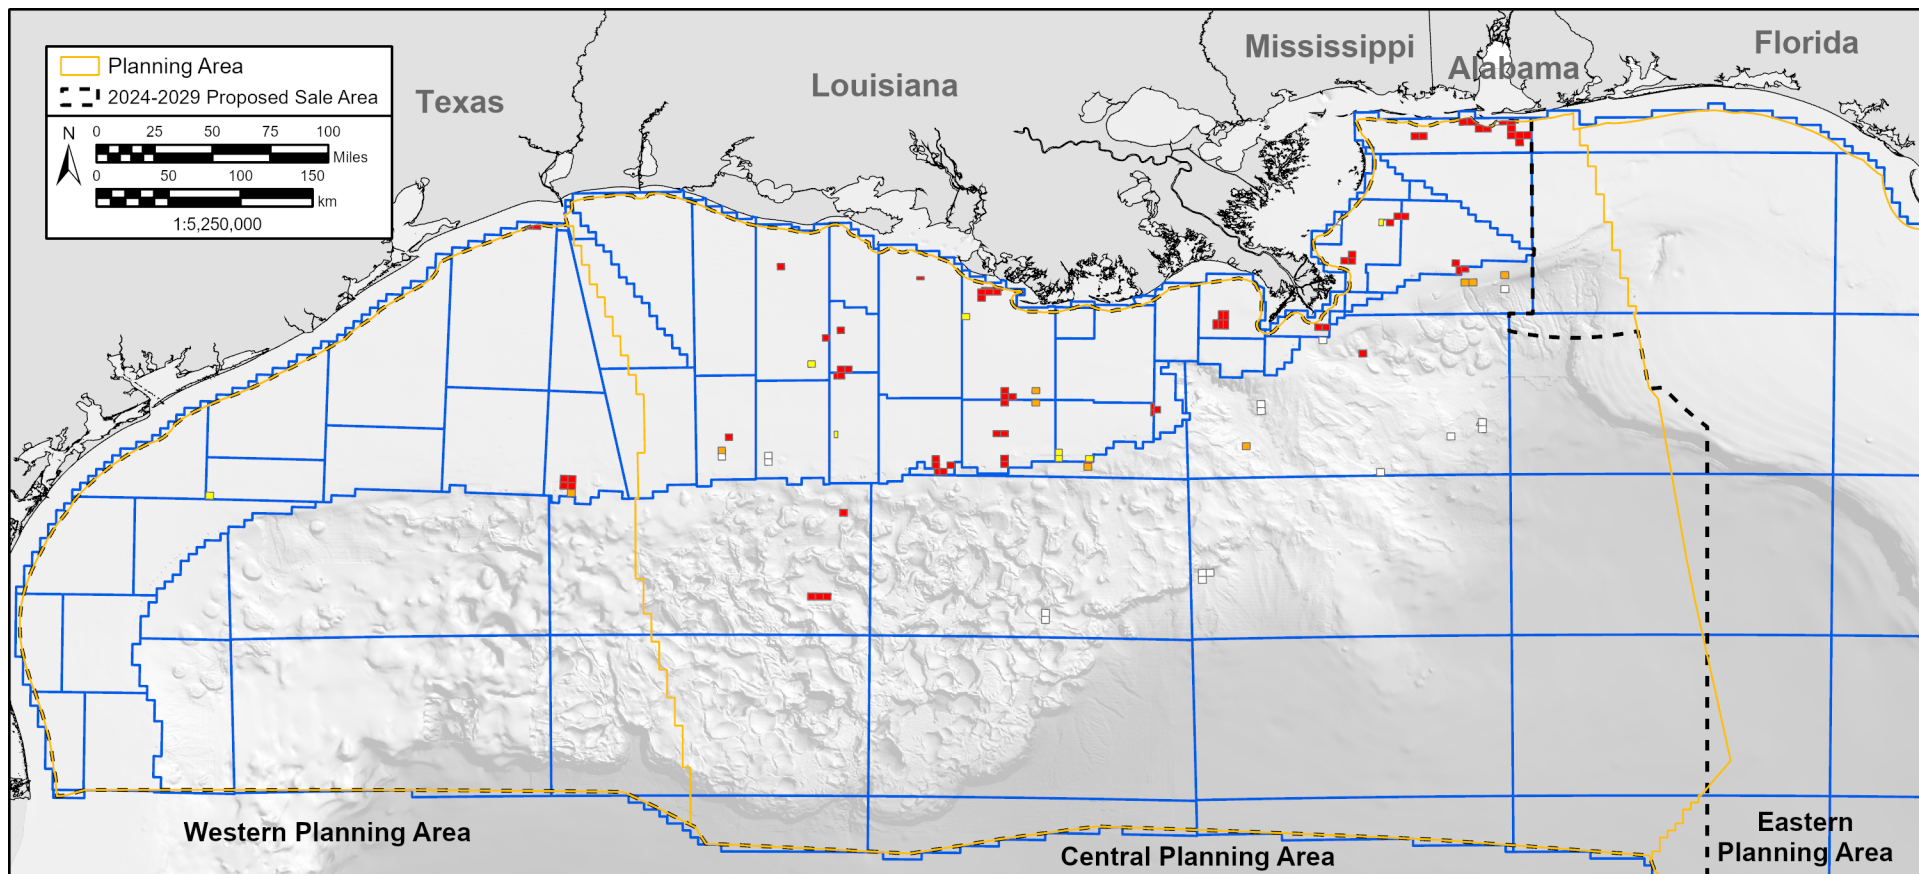 Mississippi
Florida
Alabama
Louisiana
Texas
Planning Area
2024-2029 Proposed Sale Area
N
0 25 50 75 100
Miles
0 50 100 150
km
1:5,250,000
Western Planning Area
Central Planning Area
Eastern
Planning Area